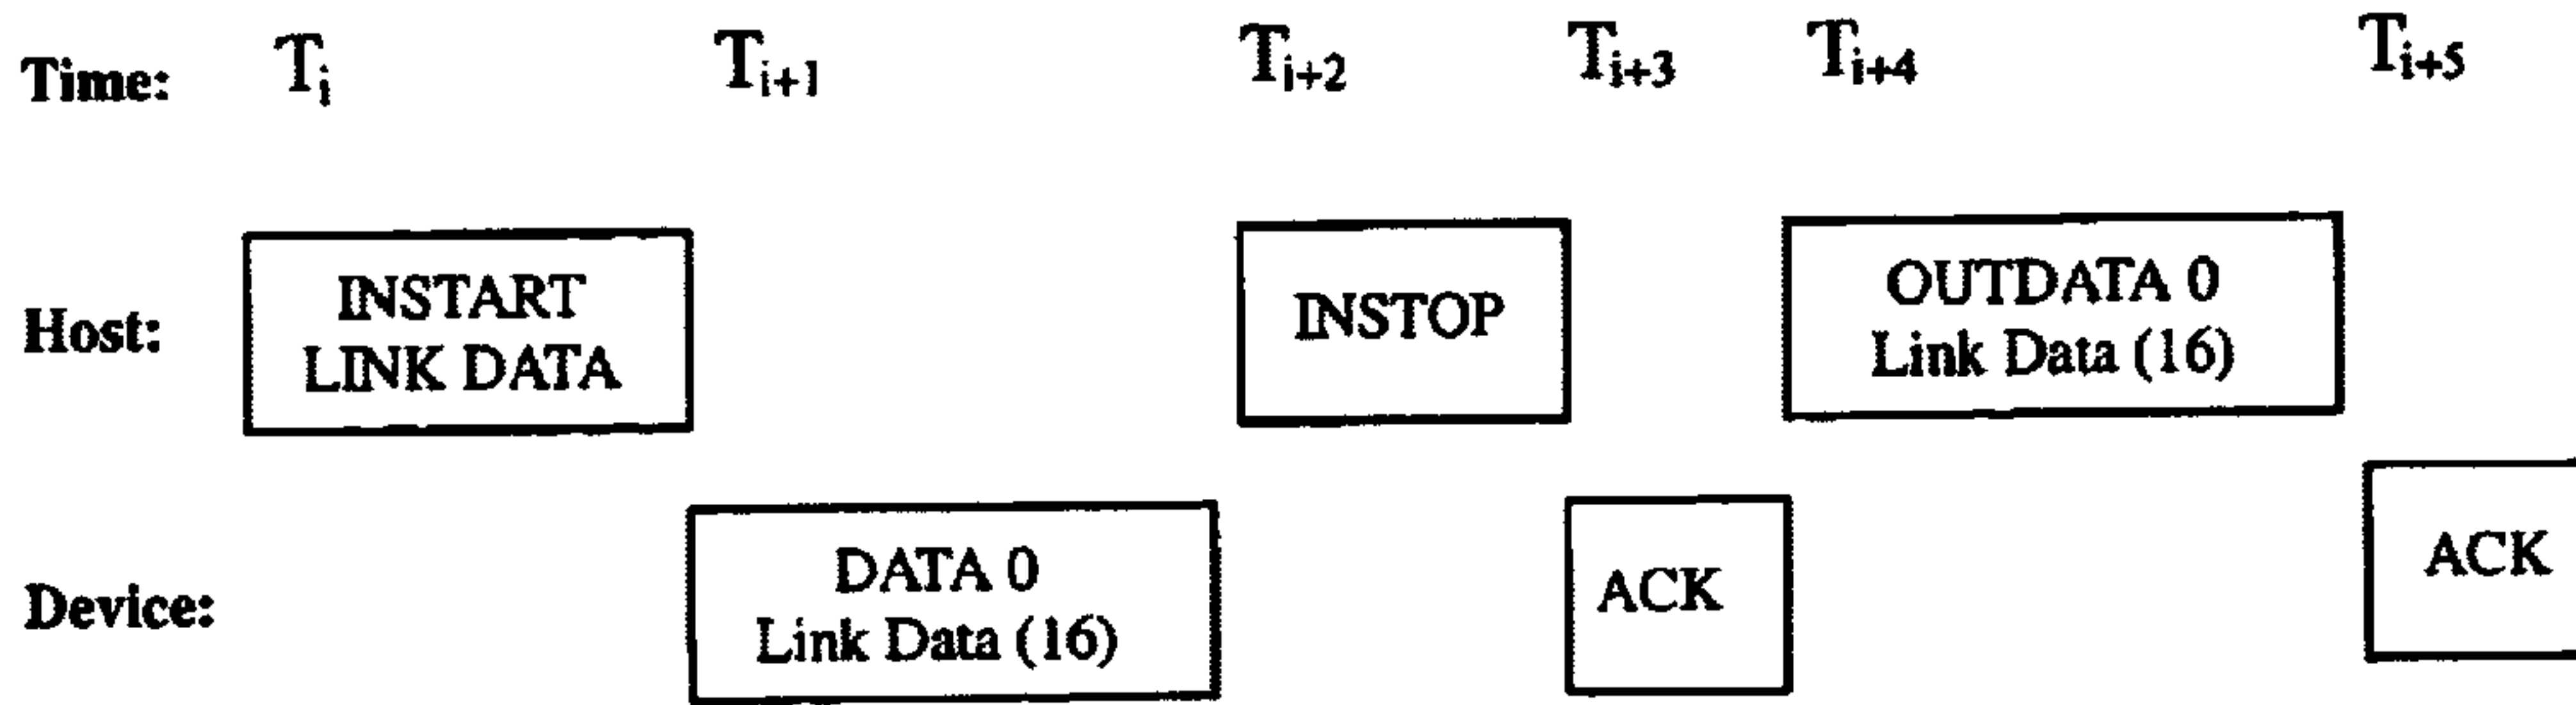 Time: Ti Ti+1 Ti+2 Ti+3 Ti+4 Ti+5
Host:
INSTART
LINK DATA
INSTOP
OUTDATA 0
Link Data (16)
Device:
DATA 0
Link Data (16)
ACK
ACK